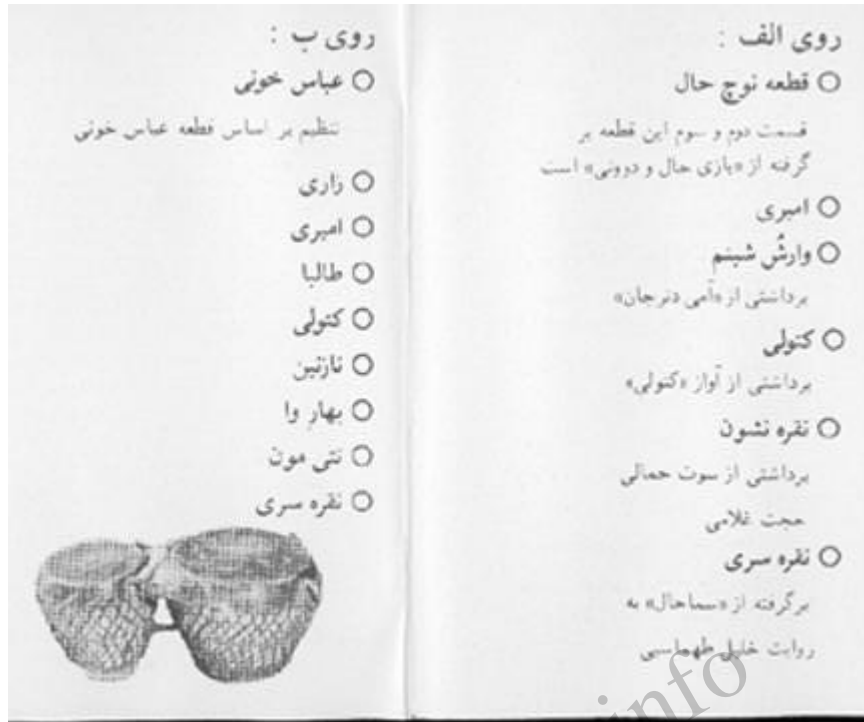 روی الف :
○ قطعه نوچ حال
قسمت دوم و سوم این قطعه بر
گرفته از «بازی حال و دوونی» است
○ امیری
○ وارشُ شبنم
برداشتی از «آمی دنرجان»
○ کتولی
برداشتی از آواز «کتولی»
○ نقره نشون
برداشتی از سوت حمالی
حجت غلامی
○ نقره سری
برگرفته از «سماحال» به
روایت خلیل طهماسبی
روی ب :
○ عباس خونی
تنظیم بر اساس قطعه عباس خونی
○ زاری
○ امیری
○ طالبا
○ کتولی
○ نازنین
○ بهار وا
○ نئی مون
○ نقره سری
info